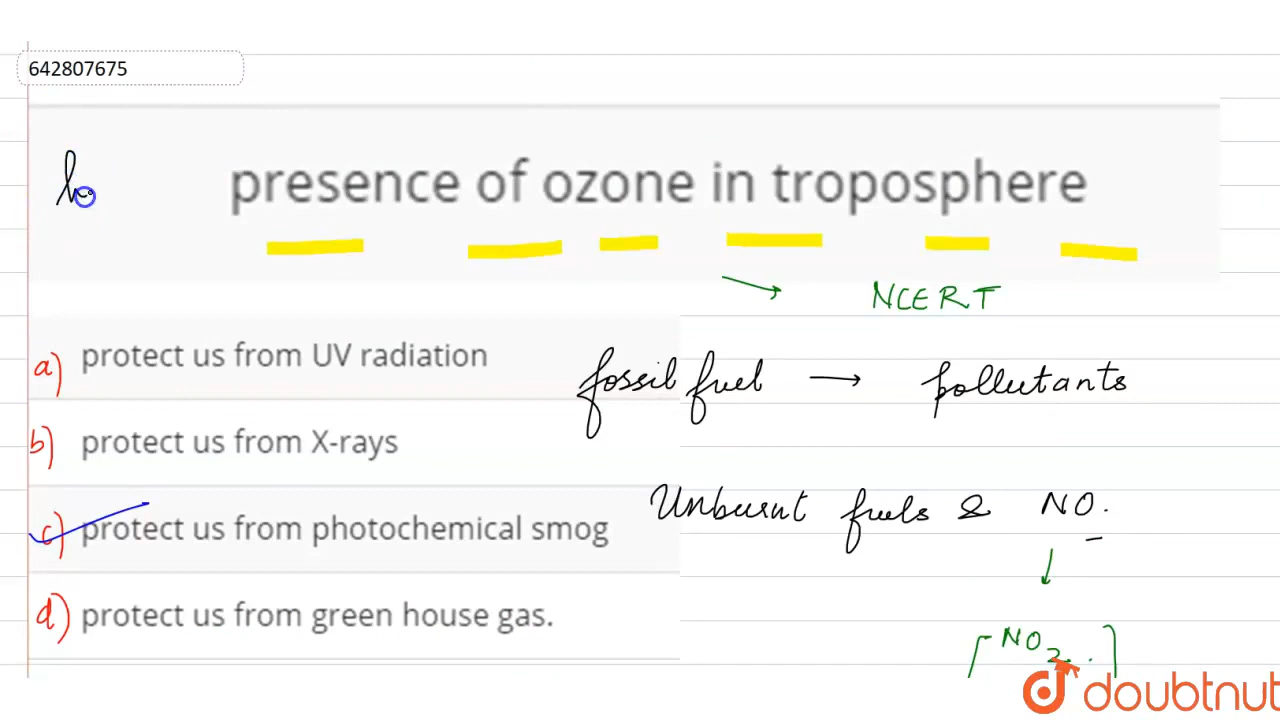 642807675
presence of ozone in troposphere
NCERT
a) protect us from UV radiation
fossil fuel → pollutants
b) protect us from X-rays
Unburnt fuels & NO.
c) protect us from photochemical smog
d) protect us from green house gas.
NO2
doubtnut